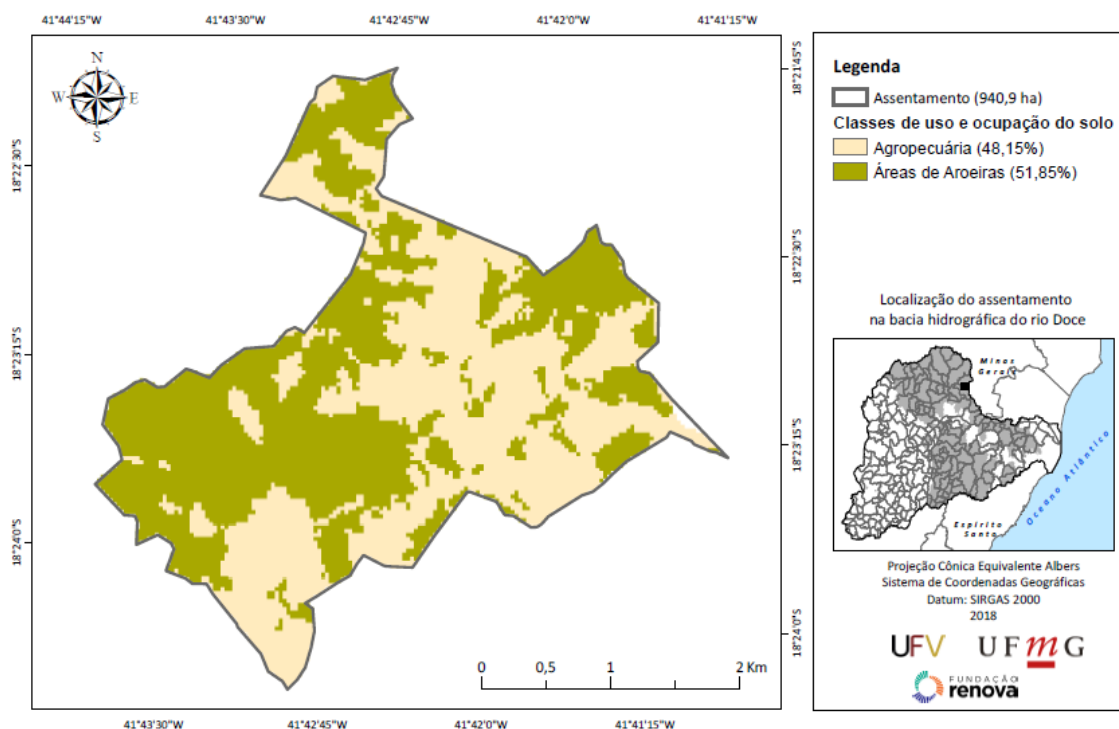 41°44'15"W 41°43'30"W 41°42'45"W 41°42'0"W 41°41'15"W
N
W E
S
18°22'30"S
18°23'15"S
18°24'0"S
18°21'45"S
18°22'30"S
18°23'15"S
18°24'0"S
0 0,5 1 2 Km
41°43'30"W 41°42'45"W 41°42'0"W 41°41'15"W
Legenda
Assentamento (940,9 ha)
Classes de uso e ocupação do solo
Agropecuária (48,15%)
Áreas de Aroeiras (51,85%)
Localização do assentamento
na bacia hidrográfica do rio Doce
Minas
Gerais
Oceano Atlântico
Espírito
Santo
Projeção Cônica Equivalente Albers
Sistema de Coordenadas Geográficas
Datum: SIRGAS 2000
2018
UFV UFmG
FUNDAÇÃO
renova